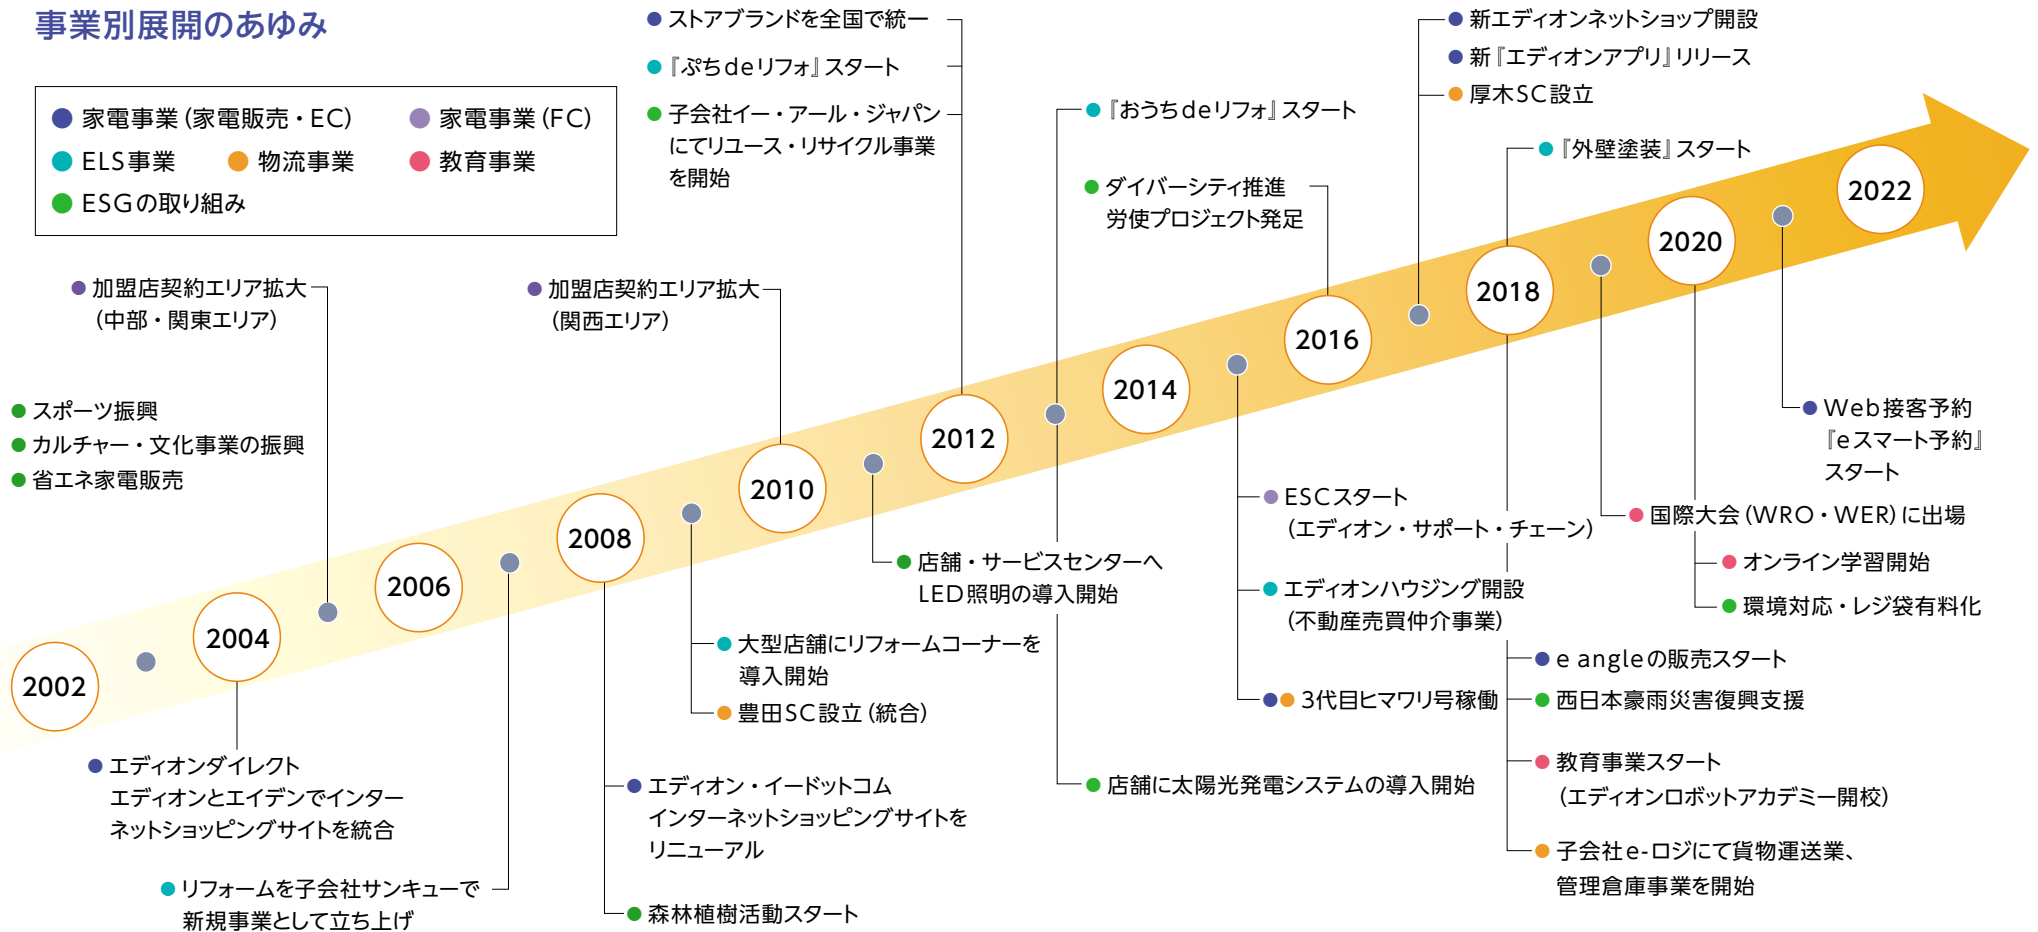 事業別展開のあゆみ
家電事業（家電販売・EC）
家電事業（FC）
ELS事業
物流事業
教育事業
ESGの取り組み
ストアブランドを全国で統一
『ぷちdeリフォ』スタート
子会社イー・アール・ジャパン
にてリユース・リサイクル事業
を開始
『おうちdeリフォ』スタート
ダイバーシティ推進
労使プロジェクト発足
新エディオンネットショップ開設
新『エディオンアプリ』リリース
厚木SC設立
『外壁塗装』スタート
加盟店契約エリア拡大
（中部・関東エリア）
加盟店契約エリア拡大
（関西エリア）
スポーツ振興
カルチャー・文化事業の振興
省エネ家電販売
2002
2004
2006
2008
2010
2012
2014
2016
2018
2020
2022
エディオンダイレクト
エディオンとエイデンでインター
ネットショッピングサイトを統合
リフォームを子会社サンキューで
新規事業として立ち上げ
エディオン・イードットコム
インターネットショッピングサイトを
リニューアル
森林植樹活動スタート
大型店舗にリフォームコーナーを
導入開始
豊田SC設立（統合）
店舗・サービスセンターへ
LED照明の導入開始
店舗に太陽光発電システムの導入開始
ESCスタート
（エディオン・サポート・チェーン）
エディオンハウジング開設
（不動産売買仲介事業）
3代目ヒマワリ号稼働
e angleの販売スタート
西日本豪雨災害復興支援
教育事業スタート
（エディオンロボットアカデミー開校）
子会社e-ロジにて貨物運送業、
管理倉庫事業を開始
国際大会（WRO・WER）に出場
オンライン学習開始
環境対応・レジ袋有料化
Web接客予約
『eスマート予約』
スタート